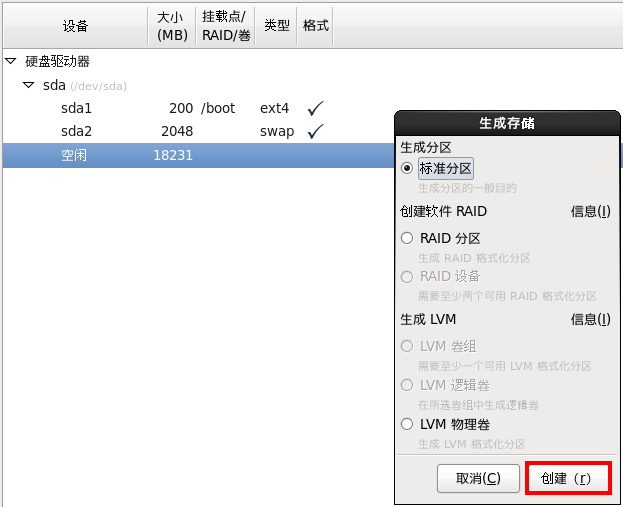 设备 大小 (MB) 挂载点/ RAID/卷 类型 格式
硬盘驱动器
sda (/dev/sda)
sda1 200 /boot ext4
sda2 2048 swap
空闲 18231
生成存储
生成分区
标准分区
生成分区的一般目的
创建软件 RAID 信息(I)
RAID 分区
生成 RAID 格式化分区
RAID 设备
需要至少两个可用 RAID 格式化分区
生成 LVM 信息(I)
LVM 卷组
需要至少一个可用 LVM 格式化分区
LVM 逻辑卷
在所选卷组中生成逻辑卷
LVM 物理卷
生成 LVM 格式化分区
取消(C) 创建（r）